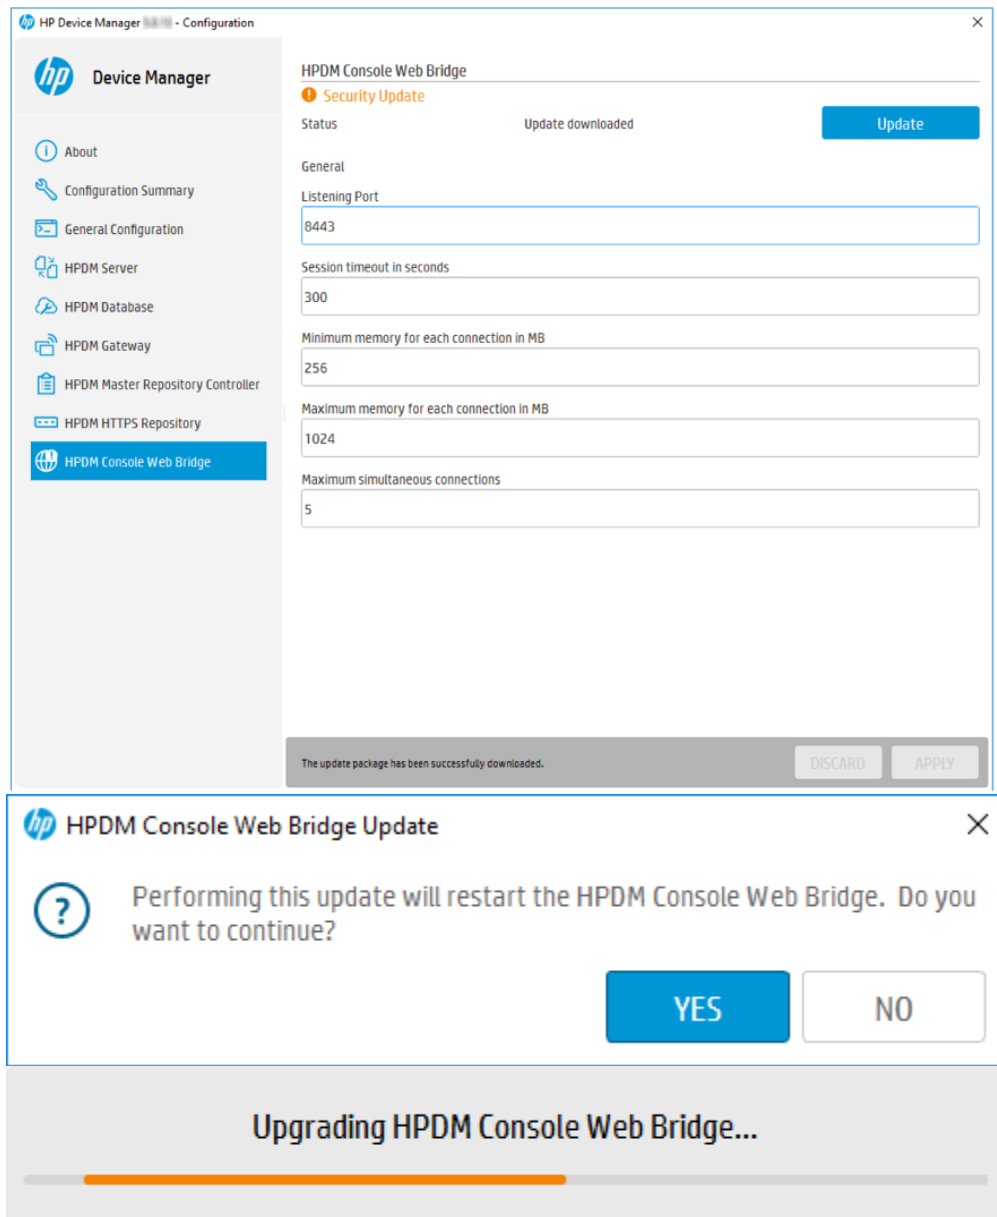 HP Device Manager - Configuration
hp
Device Manager
About
Configuration Summary
General Configuration
HPDM Server
HPDM Database
HPDM Gateway
HPDM Master Repository Controller
HPDM HTTPS Repository
HPDM Console Web Bridge
HPDM Console Web Bridge
Security Update
Status Update downloaded Update
General
Listening Port
8443
Session timeout in seconds
300
Minimum memory for each connection in MB
256
Maximum memory for each connection in MB
1024
Maximum simultaneous connections
5
The update package has been successfully downloaded. DISCARD APPLY
HPDM Console Web Bridge Update
Performing this update will restart the HPDM Console Web Bridge. Do you
want to continue?
YES NO
Upgrading HPDM Console Web Bridge...